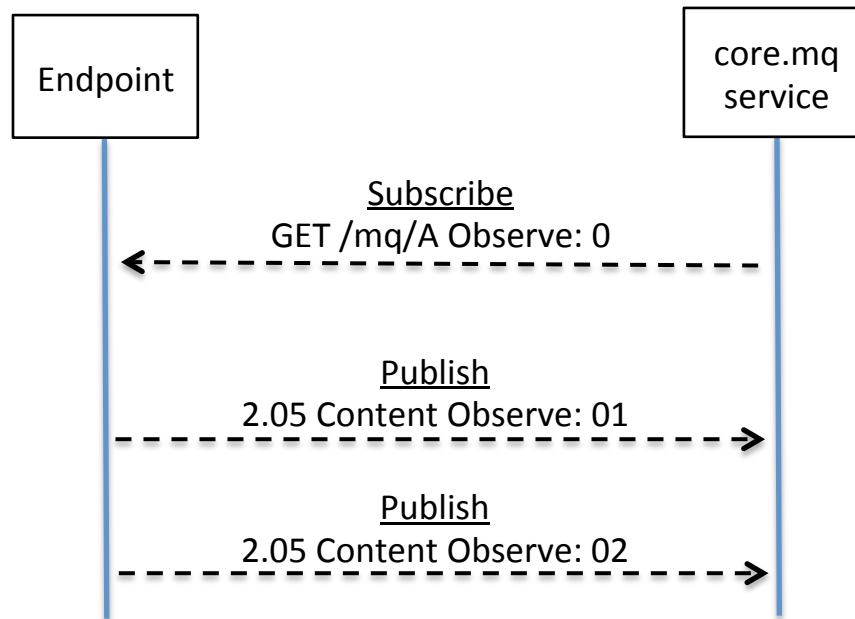 Endpoint
core.mq
service
Subscribe
GET /mq/A Observe: 0
Publish
2.05 Content Observe: 01
Publish
2.05 Content Observe: 02